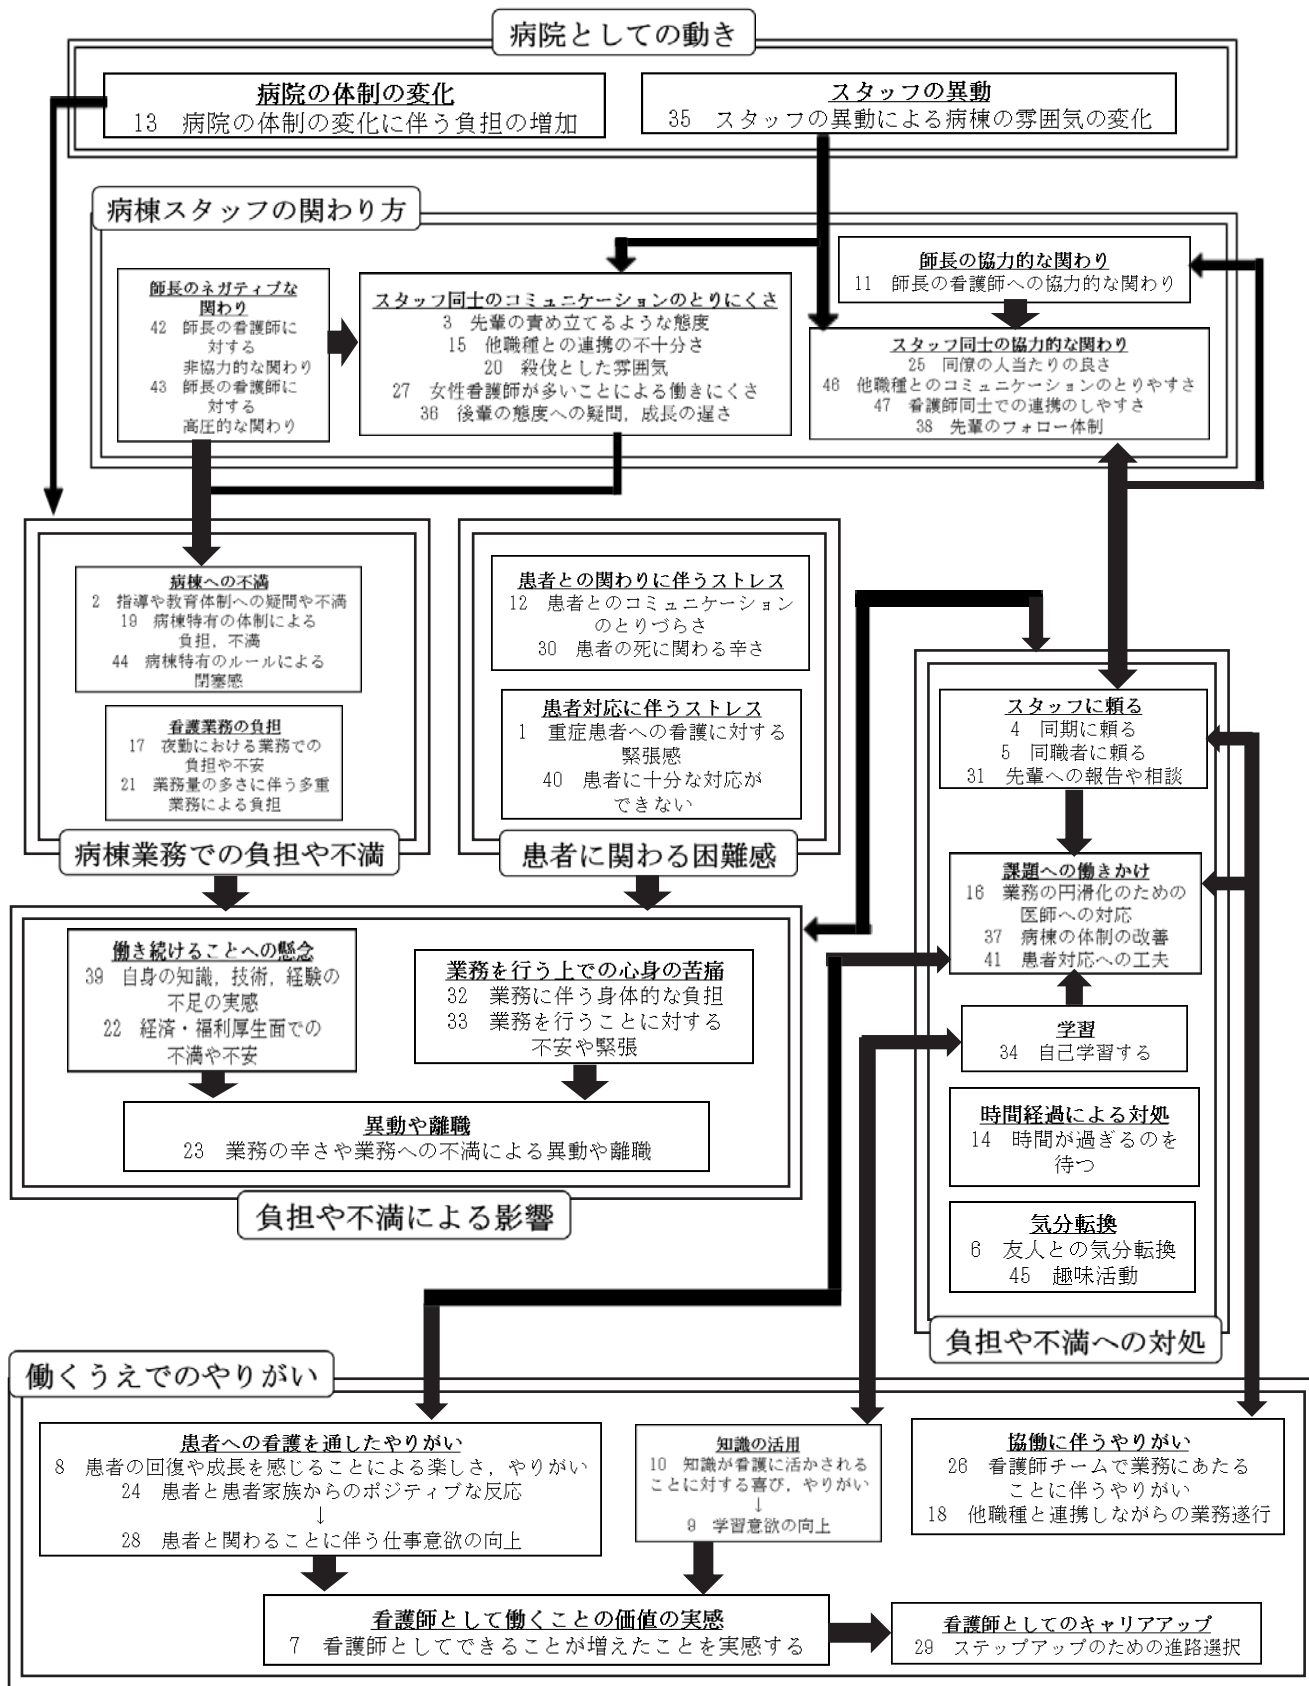 病院としての動き
病院の体制の変化
13 病院の体制の変化に伴う負担の増加
スタッフの異動
35 スタッフの異動による病棟の雰囲気の変化
病棟スタッフの関わり方
師長のネガティブな
関わり
42 師長の看護師に
対する
非協力的な関わり
43 師長の看護師に
対する
高圧的な関わり
スタッフ同士のコミュニケーションのとりにくさ
3 先輩の責め立てるような態度
15 他職種との連携の不十分さ
20 殺伐とした雰囲気
27 女性看護師が多いことによる働きにくさ
36 後輩の態度への疑問，成長の遅さ
師長の協力的な関わり
11 師長の看護師への協力的な関わり
スタッフ同士の協力的な関わり
25 同僚の人当たりの良さ
46 他職種とのコミュニケーションのとりやすさ
47 看護師同士での連携のしやすさ
38 先輩のフォロー体制
病棟への不満
2 指導や教育体制への疑問や不満
19 病棟特有の体制による
負担，不満
44 病棟特有のルールによる
閉塞感
看護業務の負担
17 夜勤における業務での
負担や不安
21 業務量の多さに伴う多重
業務による負担
病棟業務での負担や不満
患者との関わりに伴うストレス
12 患者とのコミュニケーション
のとりづらさ
30 患者の死に関わる辛さ
患者対応に伴うストレス
1 重症患者への看護に対する
緊張感
40 患者に十分な対応が
できない
患者に関わる困難感
スタッフに頼る
4 同期に頼る
5 同職者に頼る
31 先輩への報告や相談
課題への働きかけ
16 業務の円滑化のための
医師への対応
37 病棟の体制の改善
41 患者対応への工夫
学習
34 自己学習する
時間経過による対処
14 時間が過ぎるのを
待つ
気分転換
6 友人との気分転換
45 趣味活動
負担や不満への対処
働き続けることへの懸念
39 自身の知識，技術，経験の
不足の実感
22 経済・福利厚生面での
不満や不安
業務を行う上での心身の苦痛
32 業務に伴う身体的な負担
33 業務を行うことに対する
不安や緊張
異動や離職
23 業務の辛さや業務への不満による異動や離職
負担や不満による影響
働くうえでのやりがい
患者への看護を通したやりがい
8 患者の回復や成長を感じることによる楽しさ，やりがい
24 患者と患者家族からのポジティブな反応
↓
28 患者と関わることに伴う仕事意欲の向上
知識の活用
10 知識が看護に活かされる
ことに対する喜び，やりがい
↓
9 学習意欲の向上
協働に伴うやりがい
26 看護師チームで業務にあたる
ことに伴うやりがい
18 他職種と連携しながらの業務遂行
看護師として働くことの価値の実感
7 看護師としてできることが増えたことを実感する
看護師としてのキャリアアップ
29 ステップアップのための進路選択